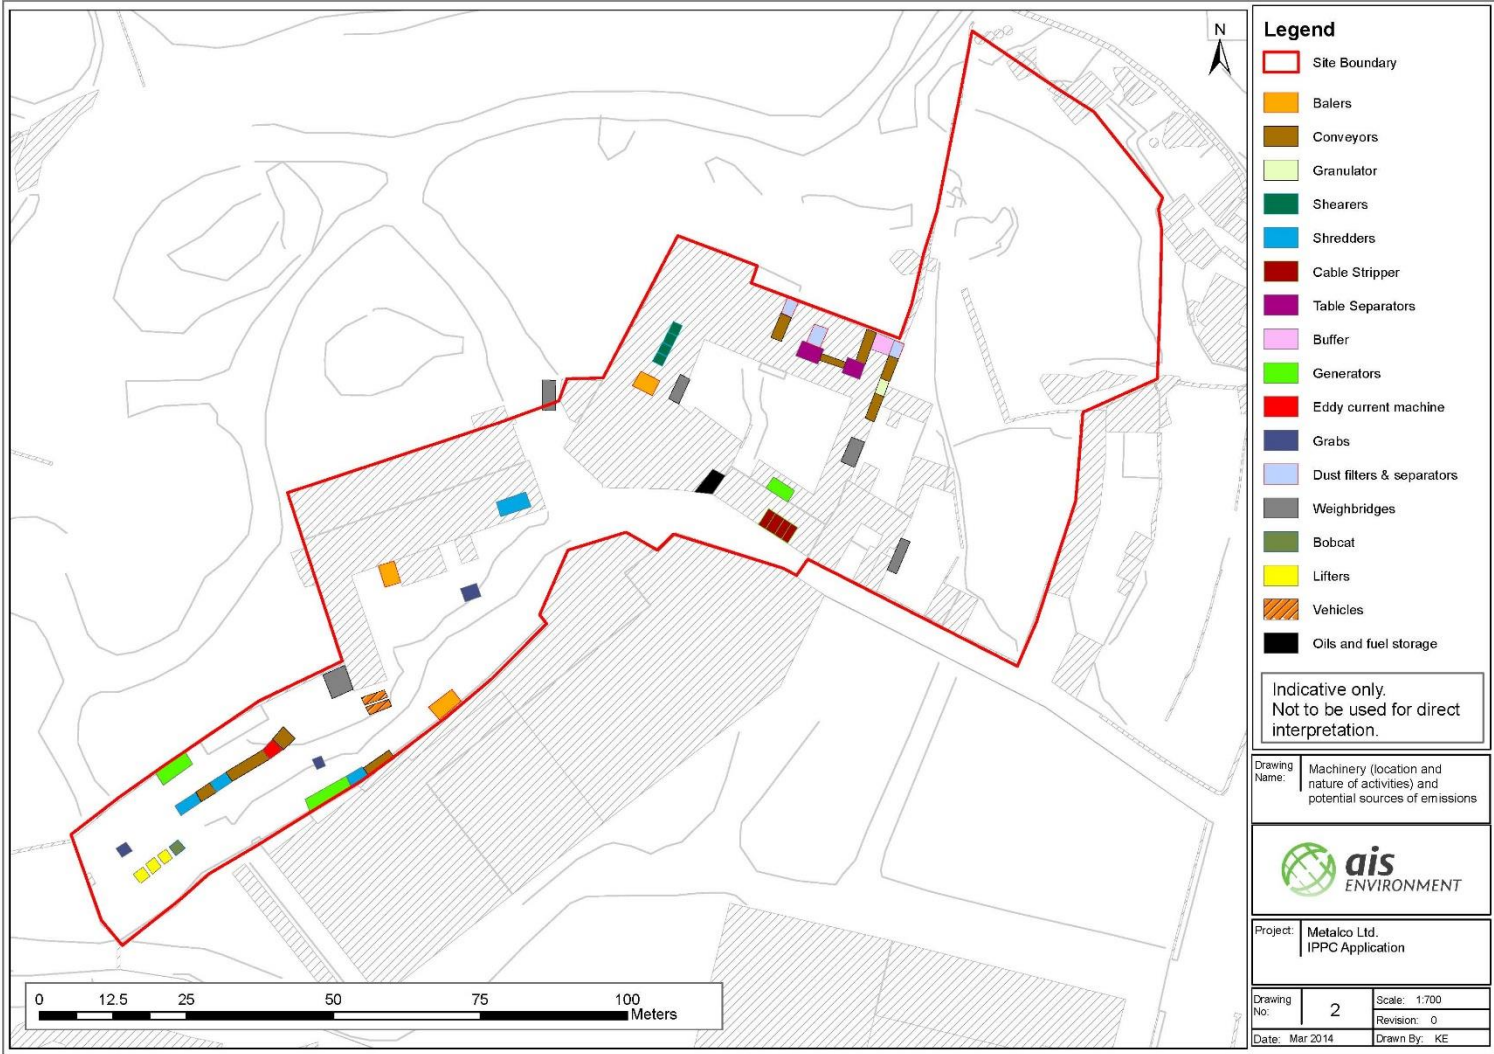 N
Legend
Site Boundary
Balers
Conveyors
Granulator
Shearers
Shredders
Cable Stripper
Table Separators
Buffer
Generators
Eddy current machine
Grabs
Dust filters & separators
Weighbridges
Bobcat
Lifters
Vehicles
Oils and fuel storage
Indicative only.
Not to be used for direct
interpretation.
Drawing
Name:
Machinery (location and
nature of activities) and
potential sources of emissions
ais
ENVIRONMENT
Project:
Metalco Ltd.
IPPC Application
Drawing
No:
2
Scale: 1:700
Revision: 0
Date: Mar 2014
Drawn By: KE
0 12.5 25 50 75 100
Meters